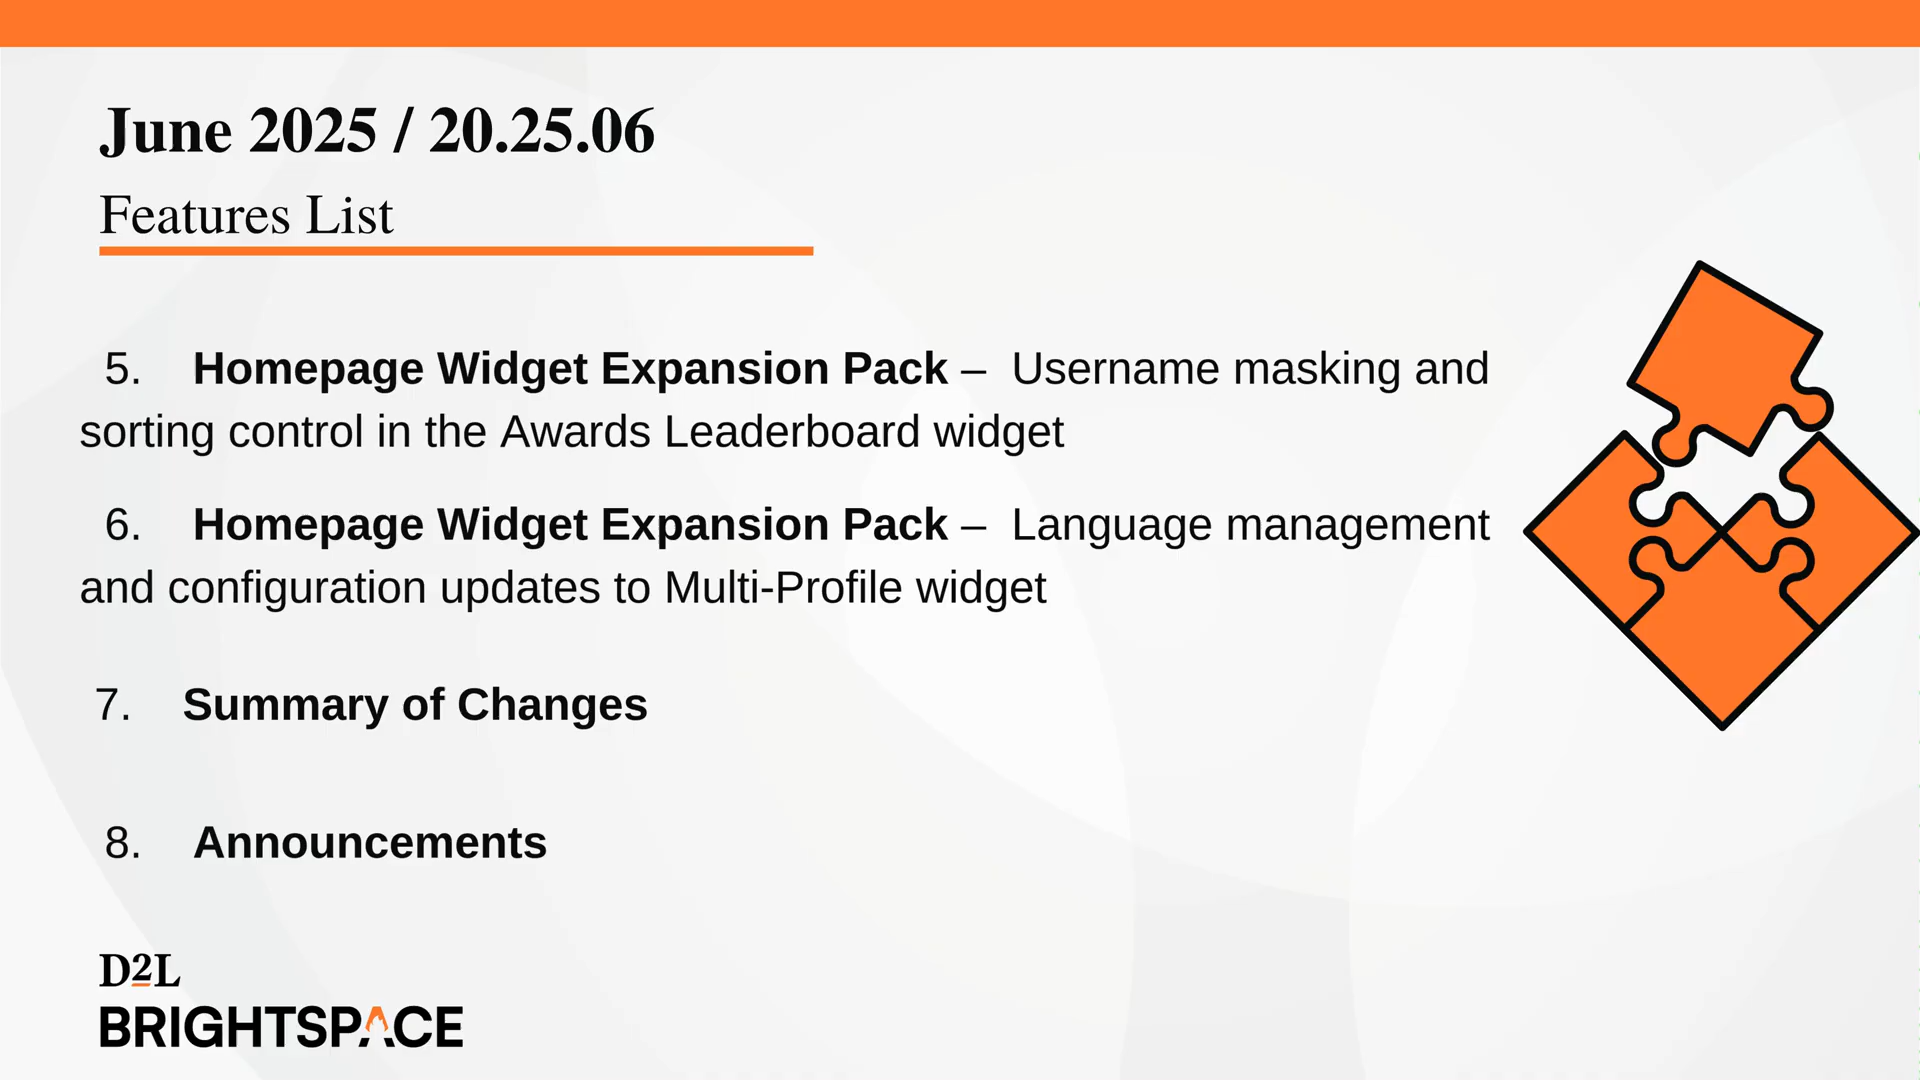 June 2025 / 20.25.06
Features List
5. Homepage Widget Expansion Pack – Username masking and
sorting control in the Awards Leaderboard widget
6. Homepage Widget Expansion Pack – Language management
and configuration updates to Multi-Profile widget
7. Summary of Changes
8. Announcements
D2L
BRIGHTSPACE